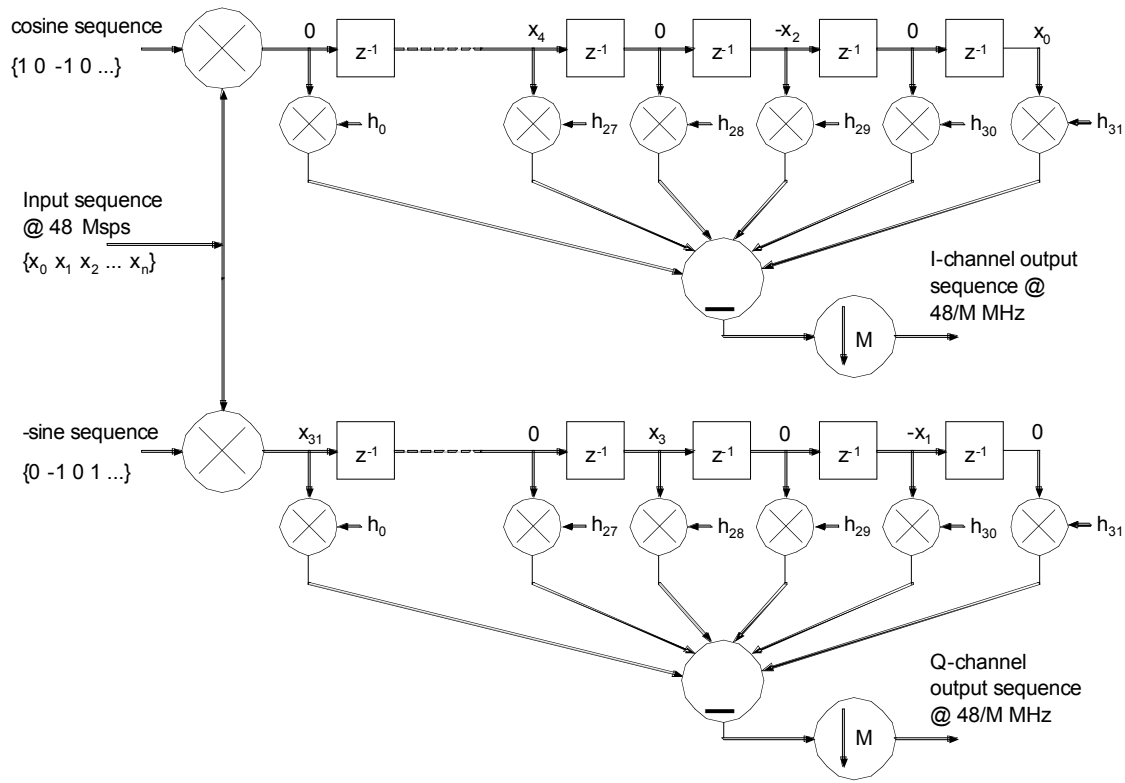 cosine sequence
{1 0 -1 0 ...}
0
z⁻¹
x₄
z⁻¹
0
z⁻¹
-x₂
z⁻¹
0
z⁻¹
x₀
h₀
h₂₇
h₂₈
h₂₉
h₃₀
h₃₁
Input sequence
@ 48 Msps
{x₀ x₁ x₂ ... xₙ}
I-channel output
sequence @
48/M MHz
M
-sine sequence
{0 -1 0 1 ...}
x₃₁
z⁻¹
0
z⁻¹
x₃
z⁻¹
0
z⁻¹
-x₁
z⁻¹
0
h₀
h₂₇
h₂₈
h₂₉
h₃₀
h₃₁
Q-channel
output sequence
@ 48/M MHz
M